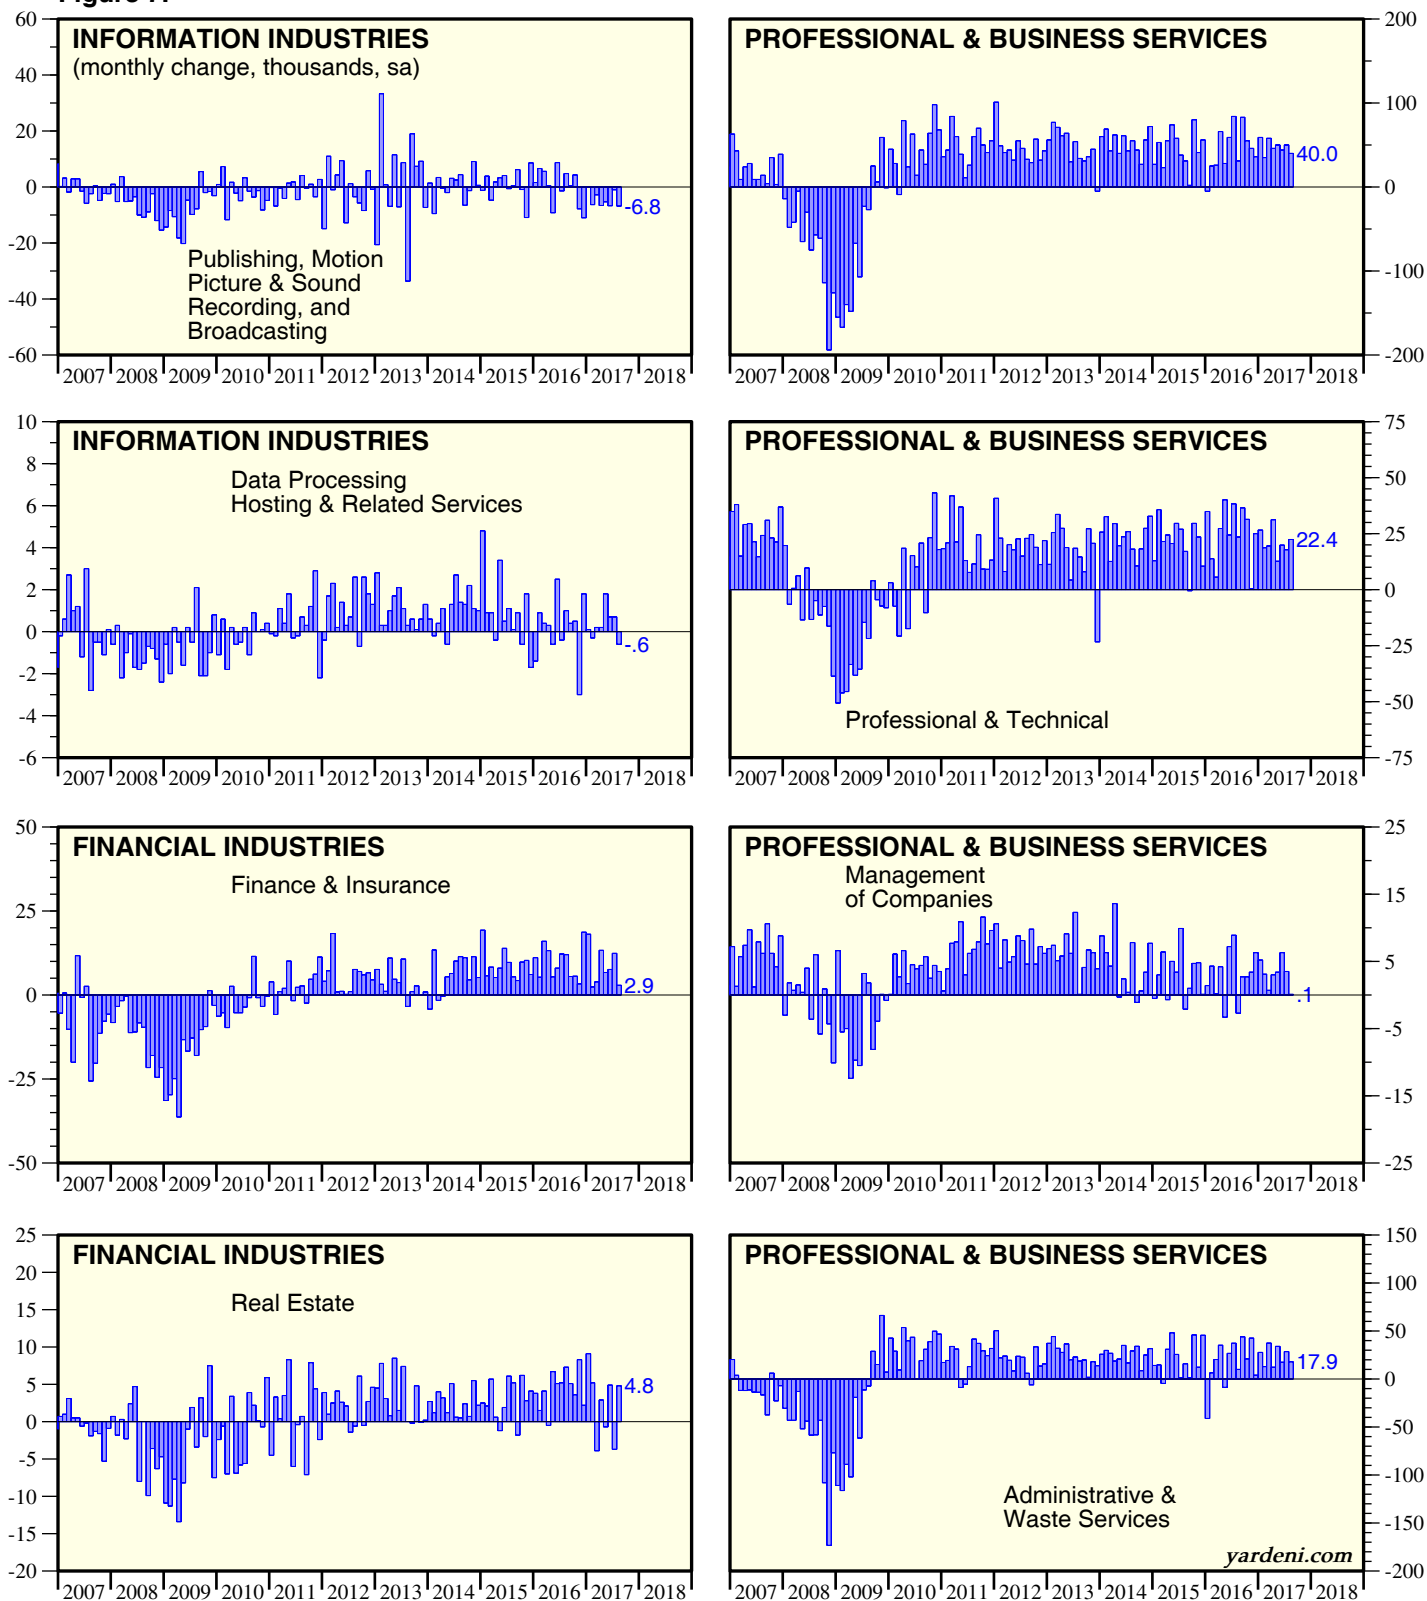 INFORMATION INDUSTRIES
(monthly change, thousands, sa)
Publishing, Motion
Picture & Sound
Recording, and
Broadcasting
-6.8
60
40
20
0
-20
-40
-60
2007 2008 2009 2010 2011 2012 2013 2014 2015 2016 2017 2018
PROFESSIONAL & BUSINESS SERVICES
40.0
200
100
0
-100
-200
2007 2008 2009 2010 2011 2012 2013 2014 2015 2016 2017 2018
INFORMATION INDUSTRIES
Data Processing
Hosting & Related Services
-.6
10
8
6
4
2
0
-2
-4
-6
2007 2008 2009 2010 2011 2012 2013 2014 2015 2016 2017 2018
PROFESSIONAL & BUSINESS SERVICES
22.4
Professional & Technical
75
50
25
0
-25
-50
-75
2007 2008 2009 2010 2011 2012 2013 2014 2015 2016 2017 2018
FINANCIAL INDUSTRIES
Finance & Insurance
2.9
50
25
0
-25
-50
2007 2008 2009 2010 2011 2012 2013 2014 2015 2016 2017 2018
PROFESSIONAL & BUSINESS SERVICES
Management
of Companies
.1
25
15
5
-5
-15
-25
2007 2008 2009 2010 2011 2012 2013 2014 2015 2016 2017 2018
FINANCIAL INDUSTRIES
Real Estate
4.8
25
20
15
10
5
0
-5
-10
-15
-20
2007 2008 2009 2010 2011 2012 2013 2014 2015 2016 2017 2018
PROFESSIONAL & BUSINESS SERVICES
17.9
Administrative &
Waste Services
yardeni.com
150
100
50
0
-50
-100
-150
-200
2007 2008 2009 2010 2011 2012 2013 2014 2015 2016 2017 2018